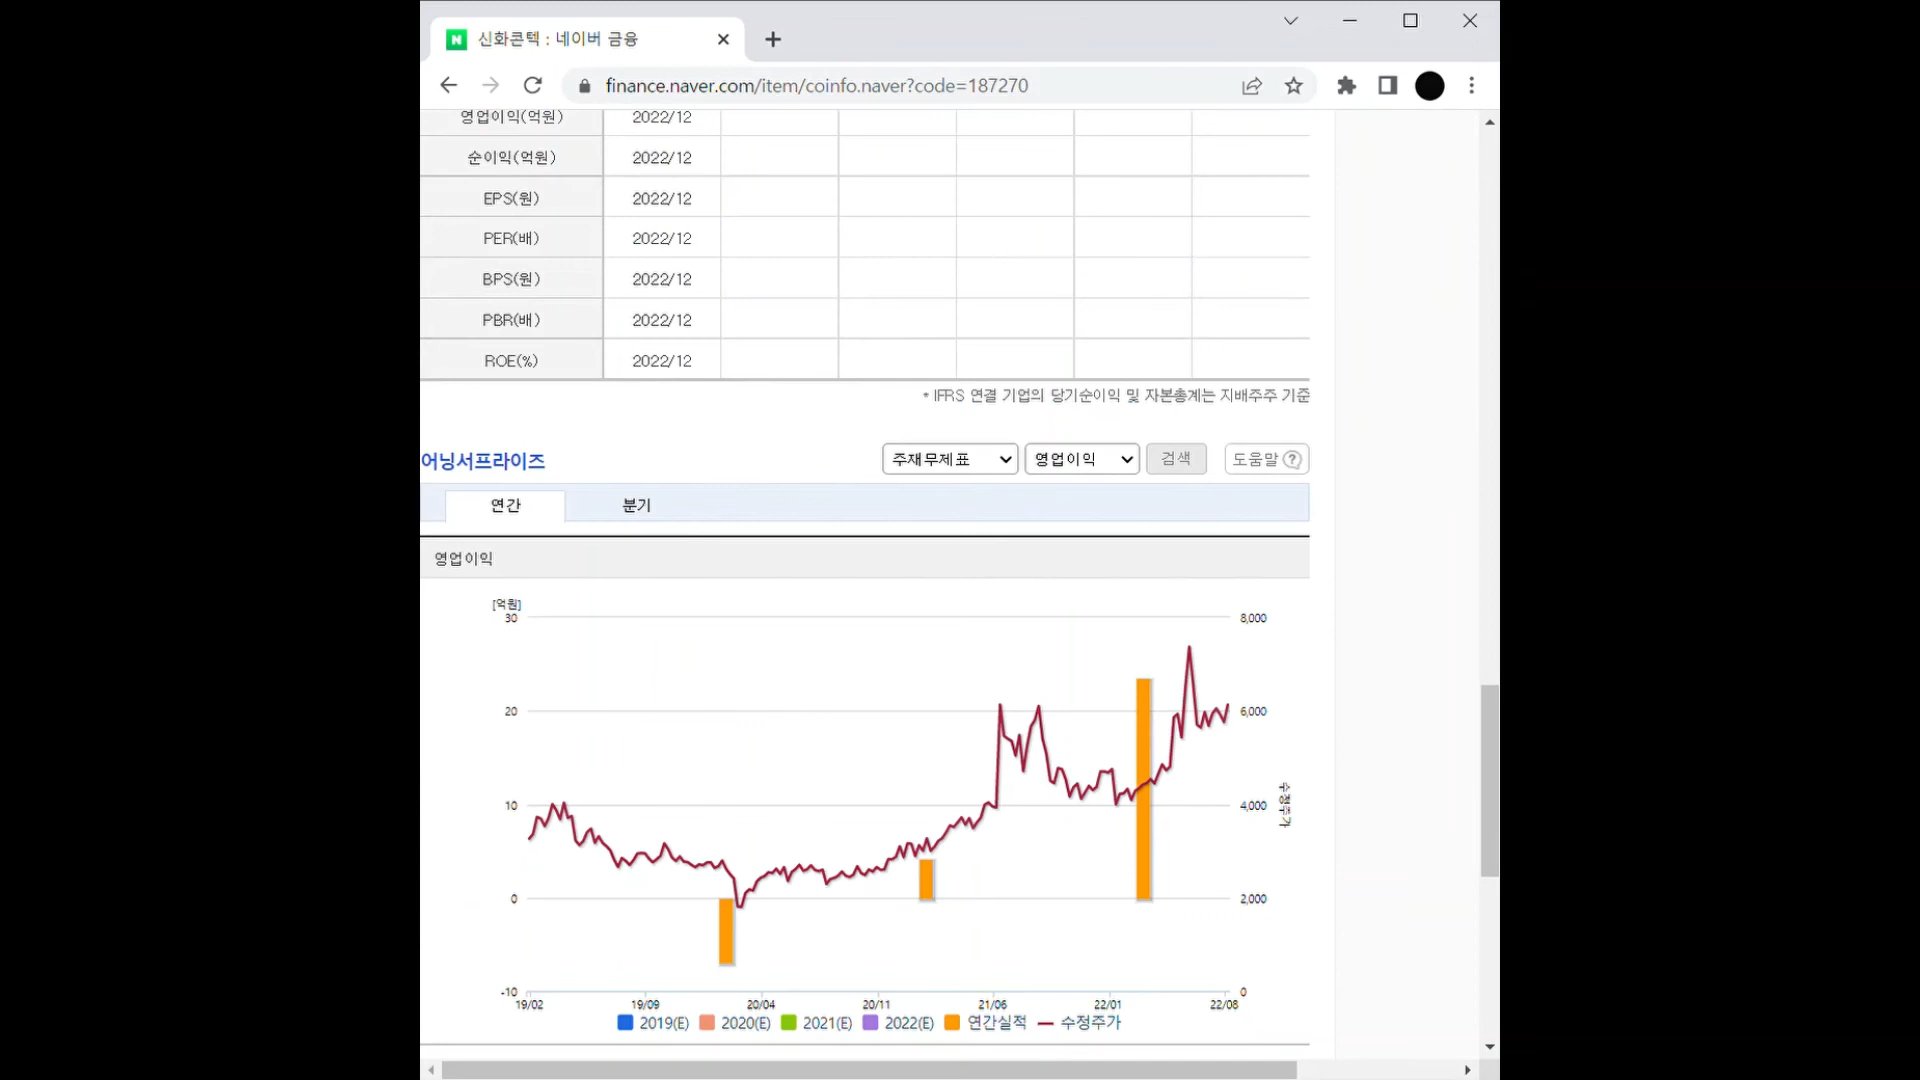 신화콘텍 : 네이버 금융
finance.naver.com/item/coinfo.naver?code=187270
영업이익(억원) 2022/12
순이익(억원) 2022/12
EPS(원) 2022/12
PER(배) 2022/12
BPS(원) 2022/12
PBR(배) 2022/12
ROE(%) 2022/12
* IFRS 연결 기업의 당기순이익 및 자본총계는 지배주주 기준
어닝서프라이즈 주재무제표 영업이익 검색 도움말 ?
연간 분기
영업이익
[억원]
30 8,000
20 6,000
10 4,000
수정주가
0 2,000
-10 0
19/02 19/09 20/04 20/11 21/06 22/01 22/08
2019(E) 2020(E) 2021(E) 2022(E) 연간실적 수정주가